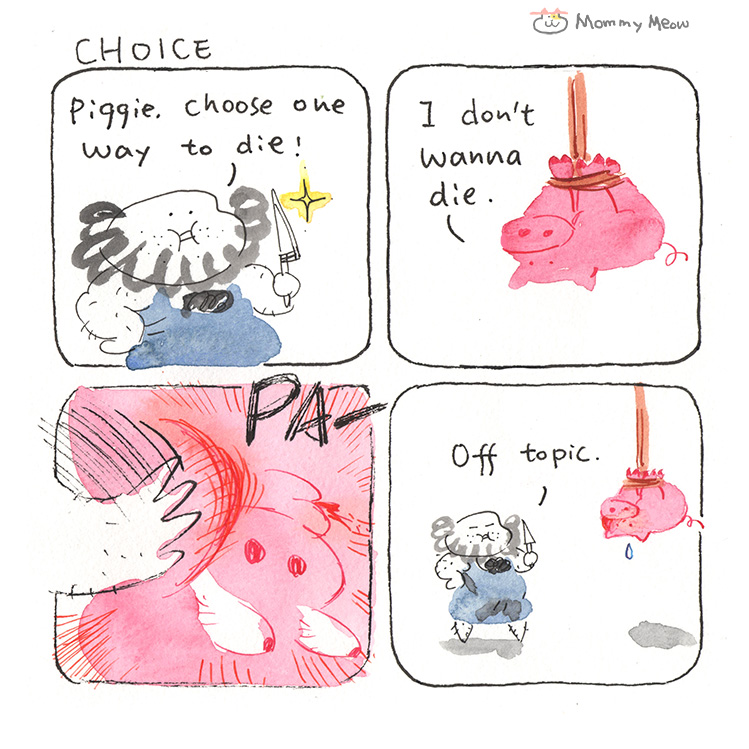 Mommy Meow
CHOICE
Piggie. choose one
way to die!
I don't
wanna
die.
PA-
Off topic.